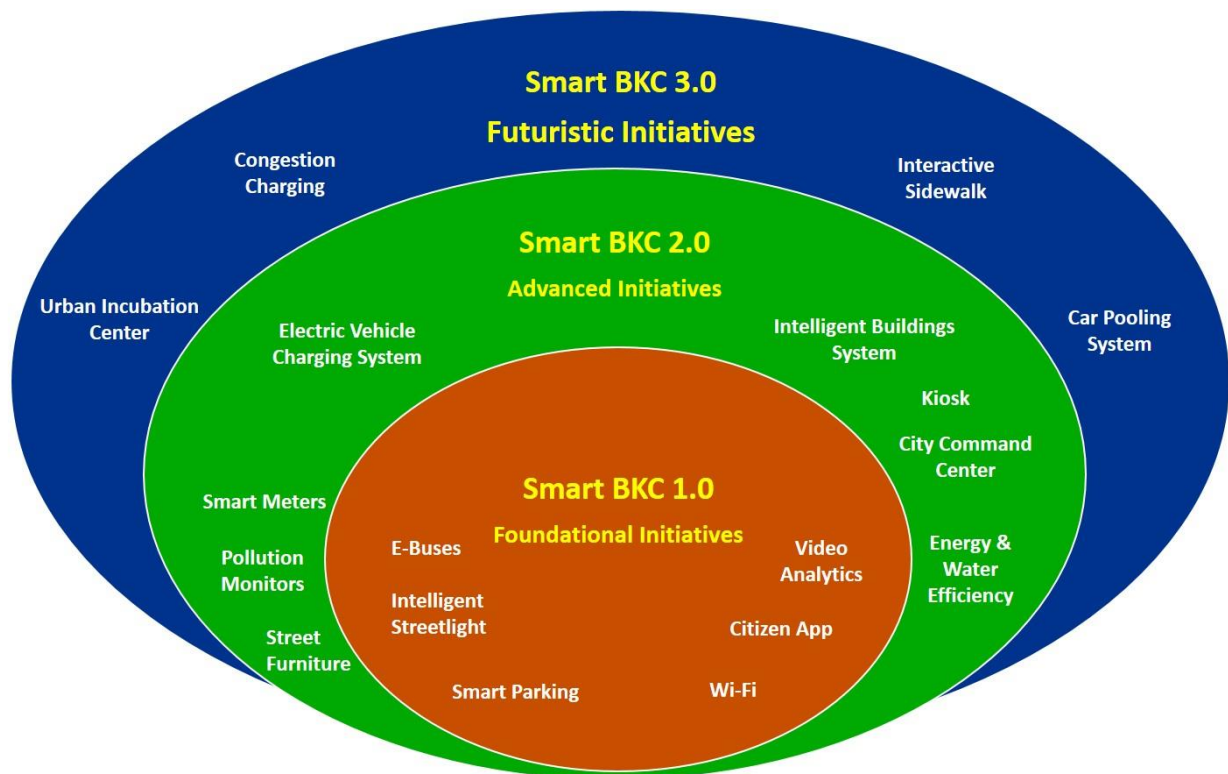 Smart BKC 3.0
Futuristic Initiatives
Congestion
Charging
Interactive
Sidewalk
Urban Incubation
Center
Car Pooling
System
Smart BKC 2.0
Advanced Initiatives
Electric Vehicle
Charging System
Intelligent Buildings
System
Kiosk
City Command
Center
Smart Meters
Pollution
Monitors
Street
Furniture
Energy &
Water
Efficiency
Smart BKC 1.0
Foundational Initiatives
E-Buses
Video
Analytics
Intelligent
Streetlight
Citizen App
Smart Parking
Wi-Fi